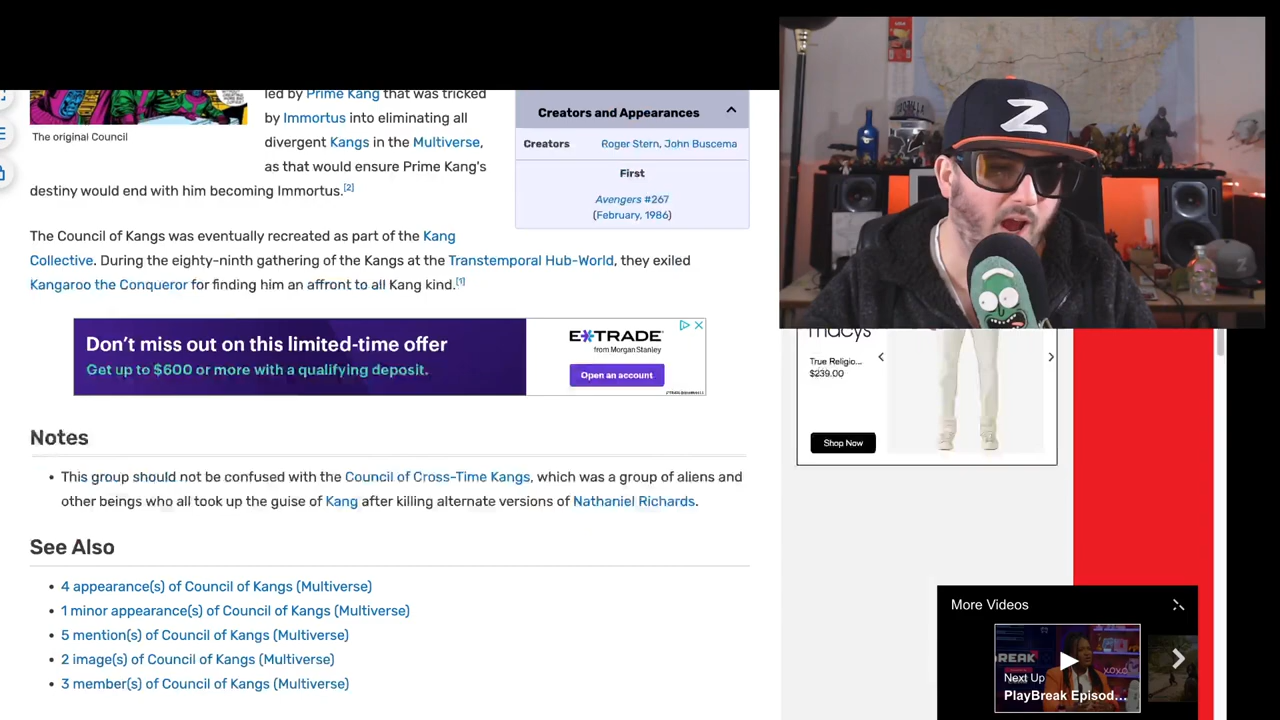 led by Prime Kang that was tricked
by Immortus into eliminating all
divergent Kangs in the Multiverse,
as that would ensure Prime Kang's
destiny would end with him becoming Immortus.[2]
The original Council
Creators and Appearances
Creators Roger Stern, John Buscema
First
Avengers #267
(February, 1986)
The Council of Kangs was eventually recreated as part of the Kang
Collective. During the eighty-ninth gathering of the Kangs at the Transtemporal Hub-World, they exiled
Kangaroo the Conqueror for finding him an affront to all Kang kind.[1]
Don't miss out on this limited-time offer
Get up to $600 or more with a qualifying deposit.
E*TRADE
from Morgan Stanley
Open an account
Notes
• This group should not be confused with the Council of Cross-Time Kangs, which was a group of aliens and
other beings who all took up the guise of Kang after killing alternate versions of Nathaniel Richards.
See Also
• 4 appearance(s) of Council of Kangs (Multiverse)
• 1 minor appearance(s) of Council of Kangs (Multiverse)
• 5 mention(s) of Council of Kangs (Multiverse)
• 2 image(s) of Council of Kangs (Multiverse)
• 3 member(s) of Council of Kangs (Multiverse)
Z
macys
True Religio...
$239.00
Shop Now
More Videos
Next Up
PlayBreak Episod...
XOXO